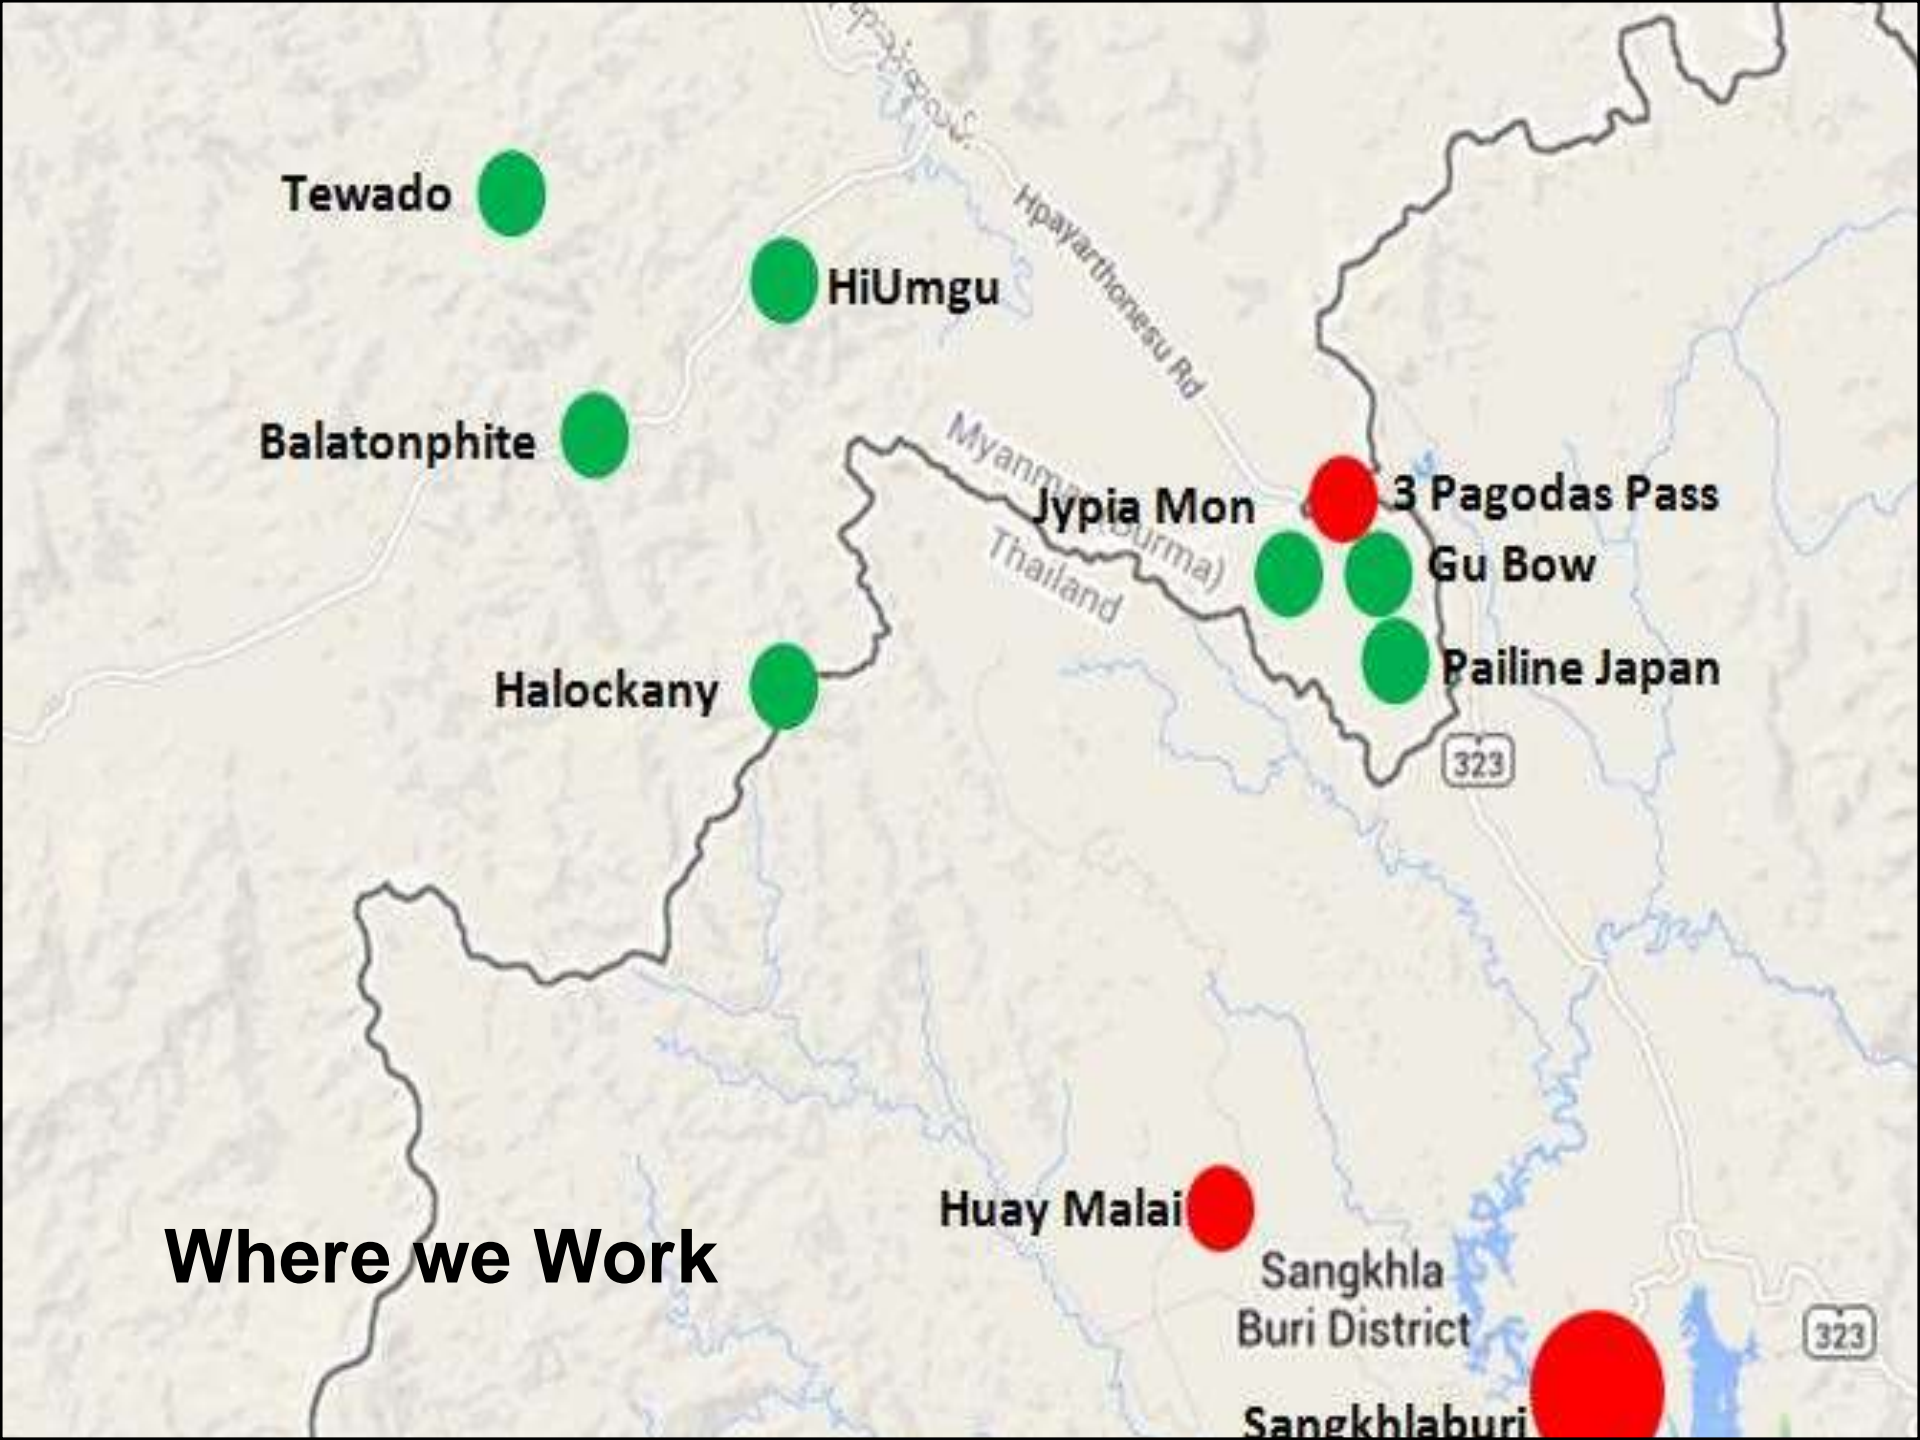 Tewado
HiUmgu
Hpayarthonesu Rd
Balatonphite
Myanmar (Burma)
Thailand
Jypia Mon
3 Pagodas Pass
Gu Bow
Pailine Japan
Halockany
323
Huay Malai
Where we Work
Sangkhla
Buri District
323
Sangkhlaburi